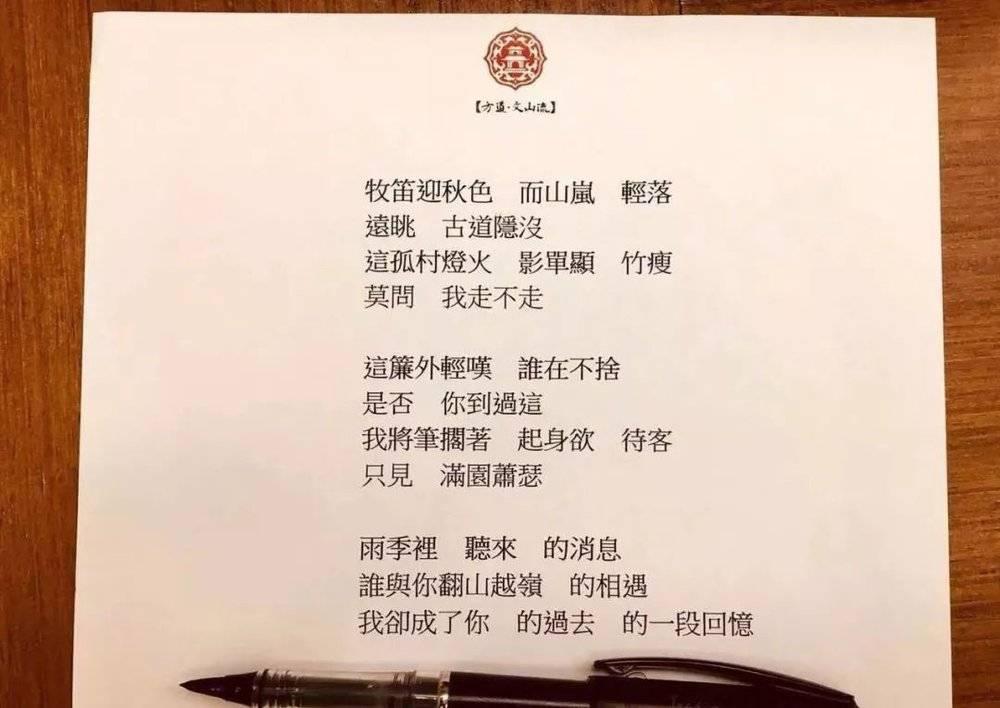 【方道·文山流】
牧笛迎秋色　而山嵐　輕落
遠眺　古道隱沒
這孤村燈火　影單顯　竹瘦
莫問　我走不走
這簾外輕嘆　誰在不捨
是否　你到過這
我將筆擱著　起身欲　待客
只見　滿園蕭瑟
雨季裡　聽來　的消息
誰與你翻山越嶺　的相遇
我卻成了你　的過去　的一段回憶